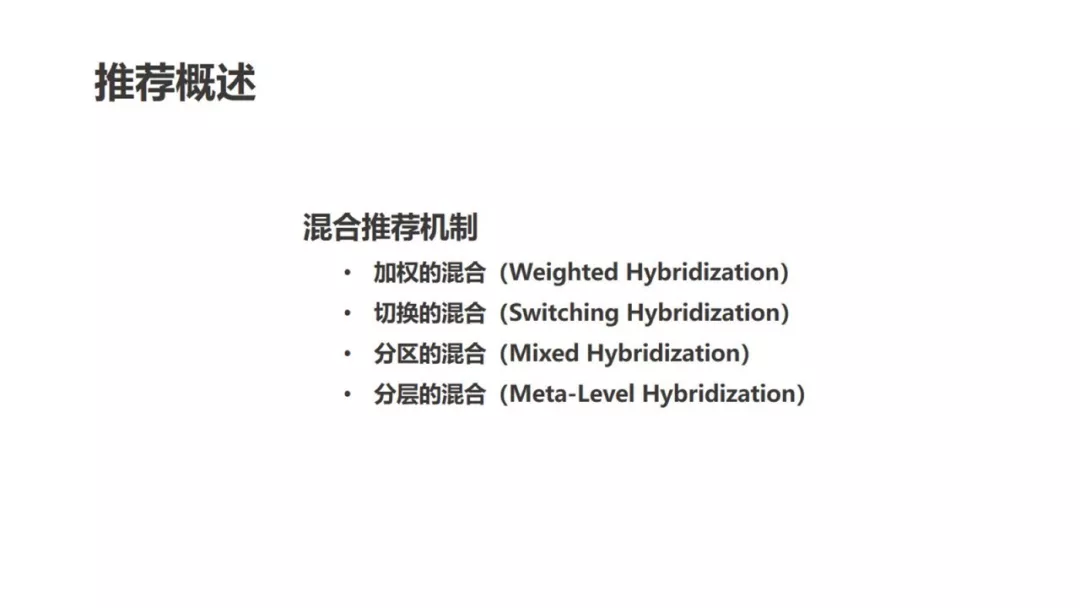 推荐概述
混合推荐机制
• 加权的混合（Weighted Hybridization）
• 切换的混合（Switching Hybridization）
• 分区的混合（Mixed Hybridization）
• 分层的混合（Meta-Level Hybridization）